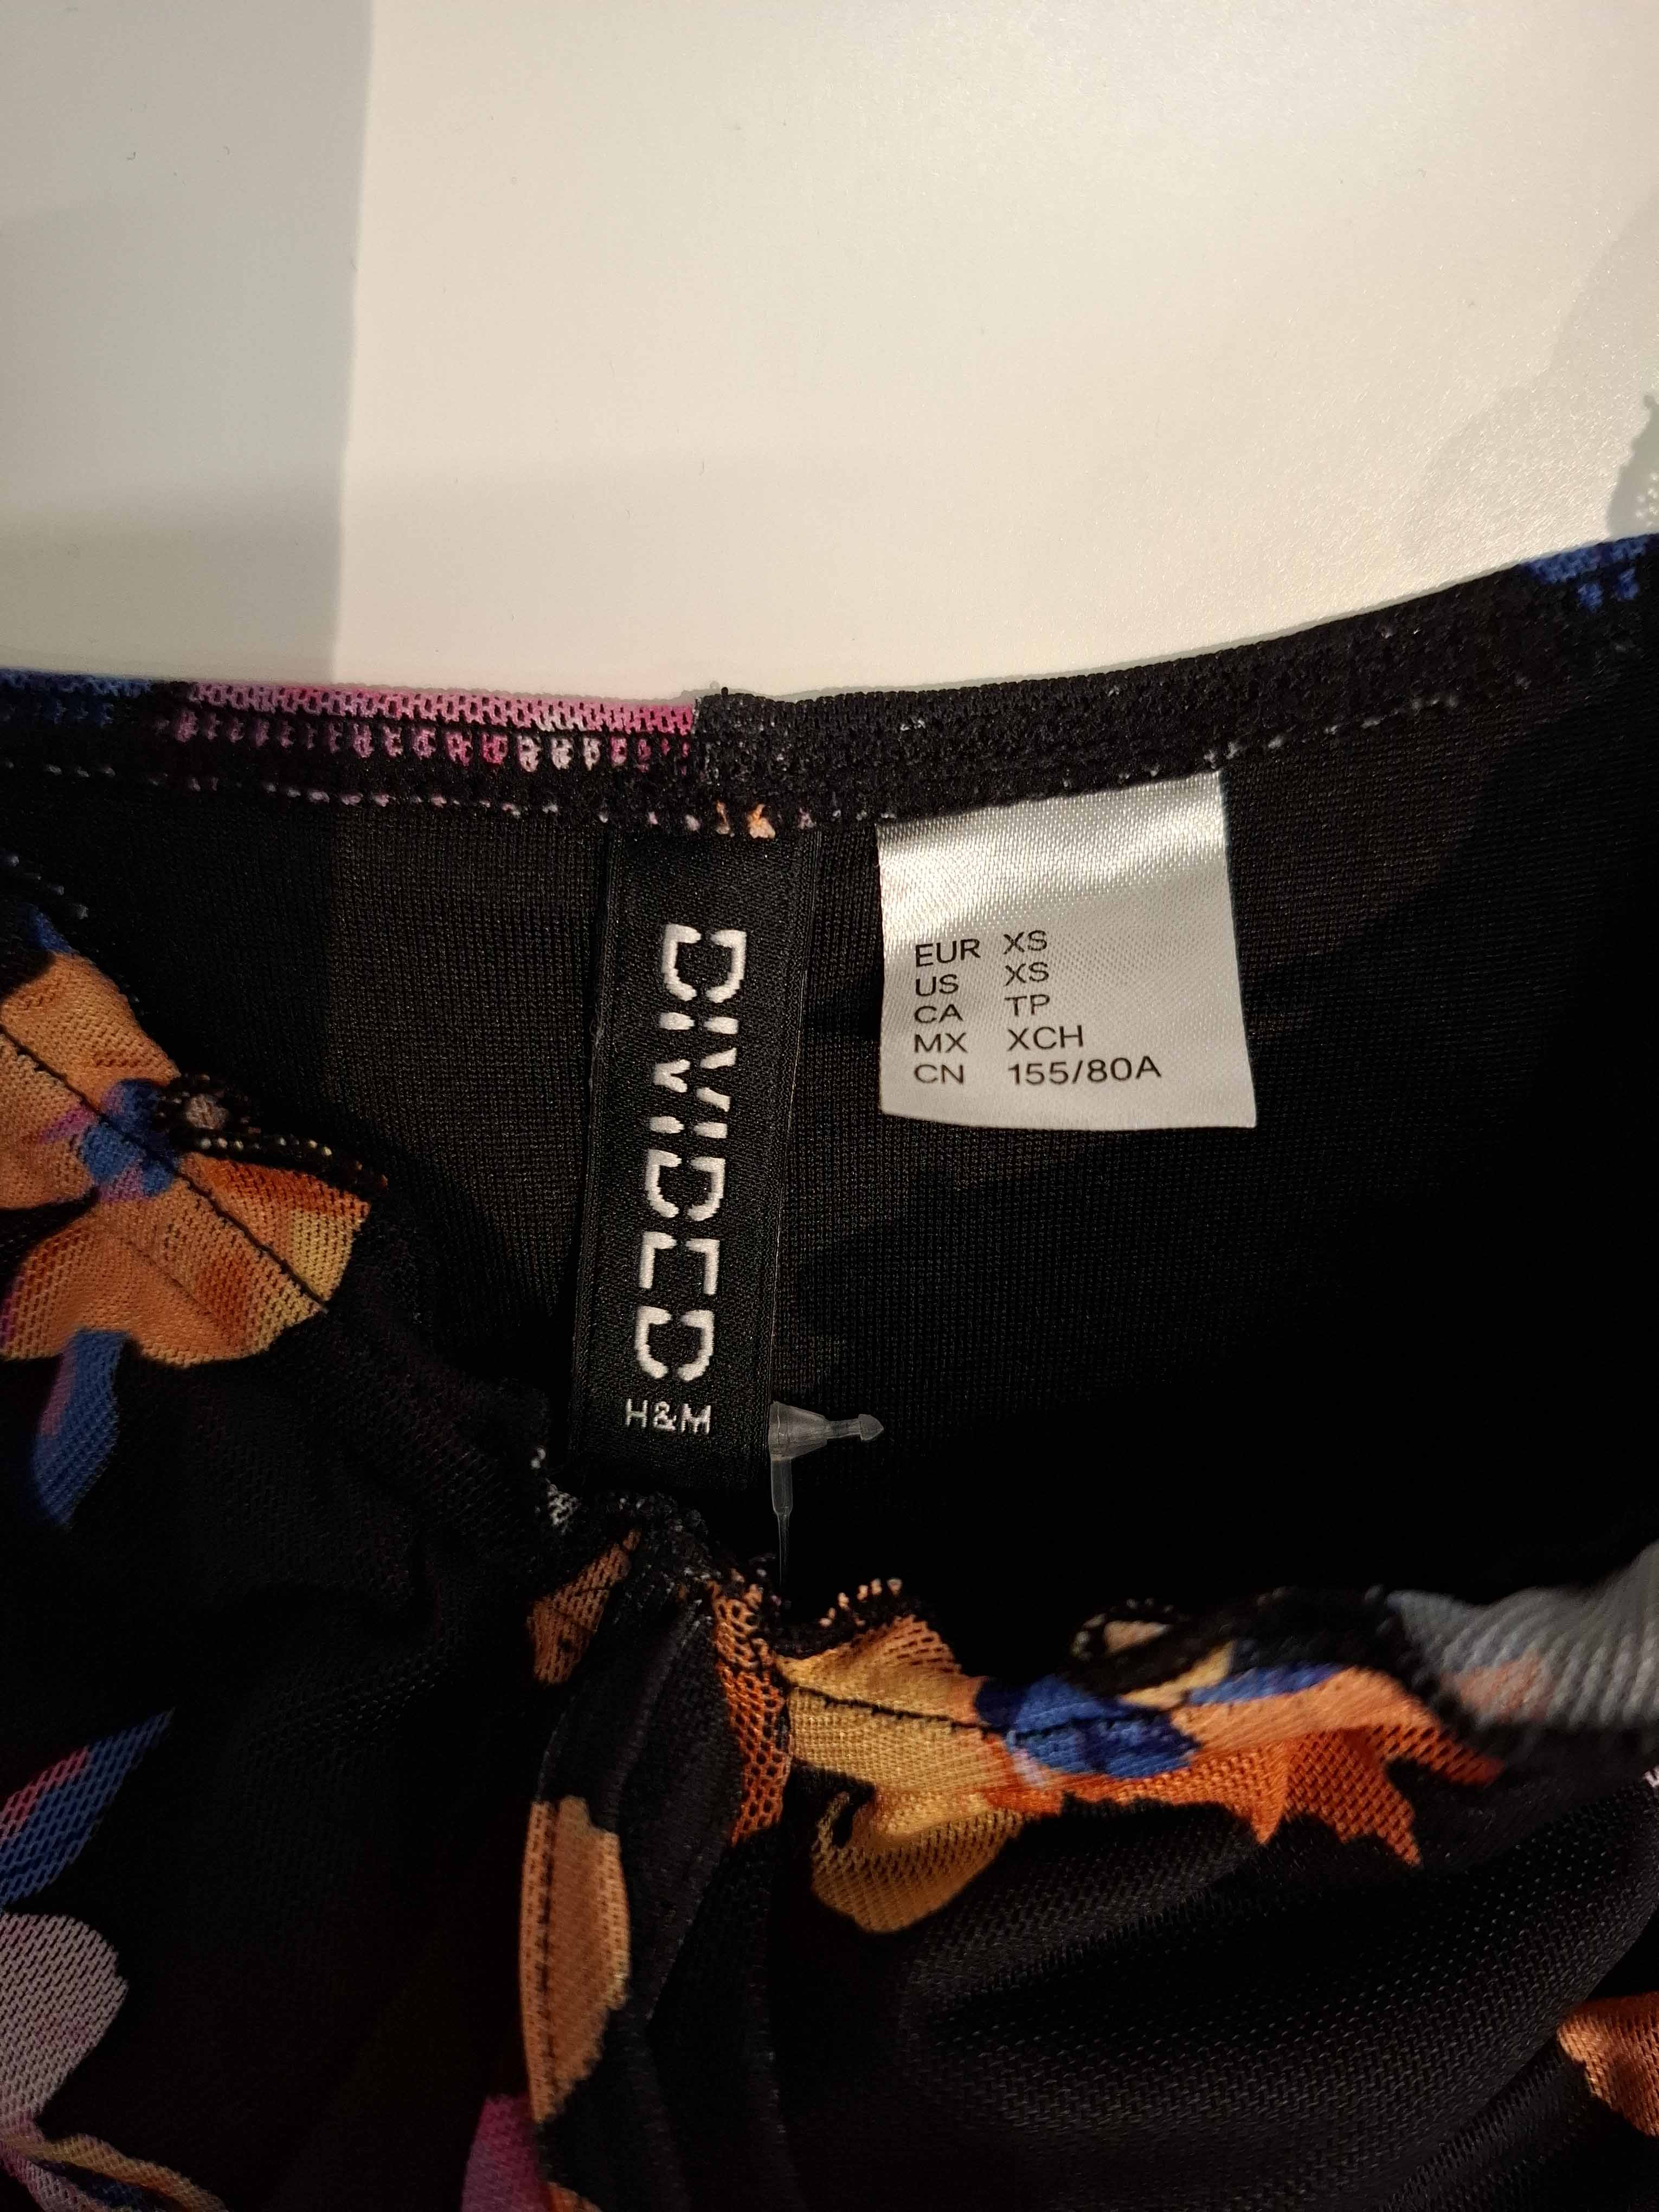 DIVIDED
H&M
EUR XS
US XS
CA TP
MX XCH
CN 155/80A